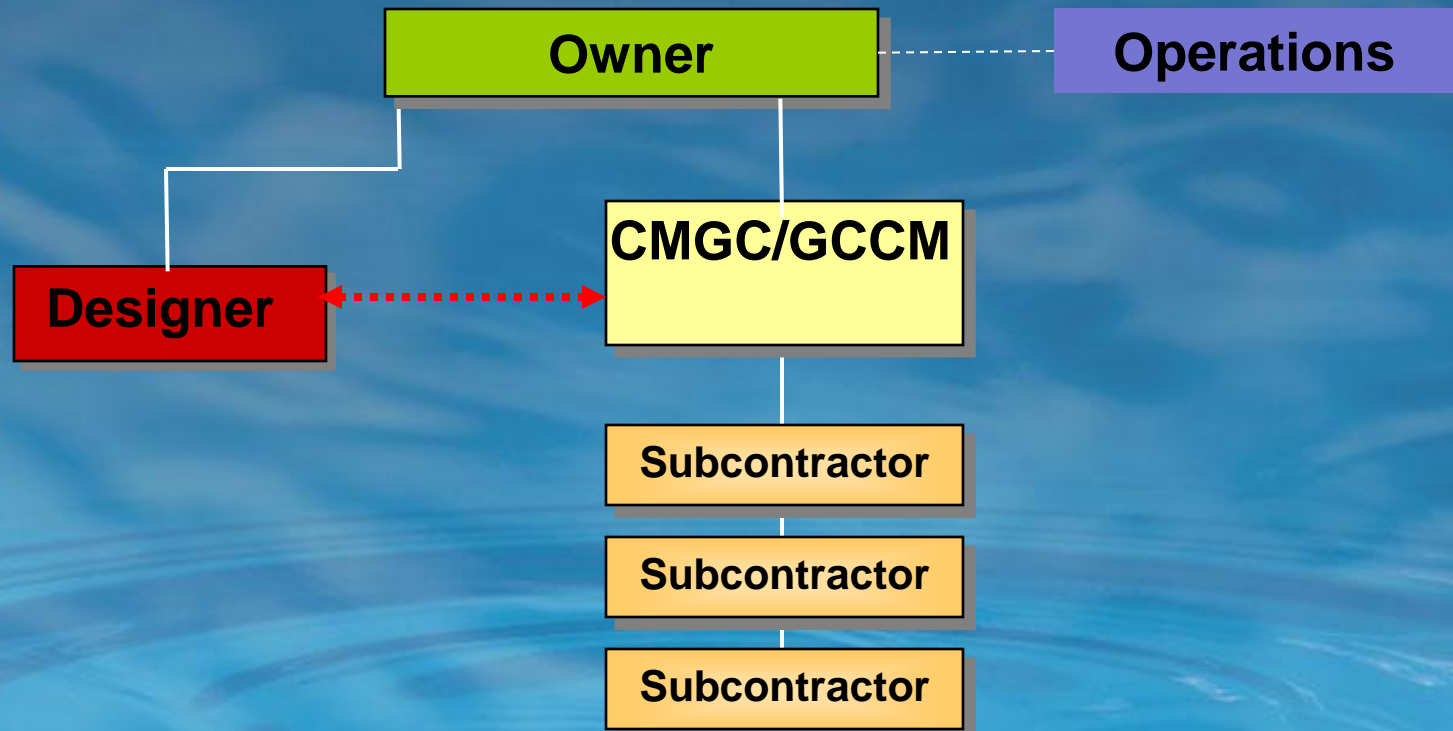 Owner
Operations
CMGC/GCCM
Designer
Subcontractor
Subcontractor
Subcontractor